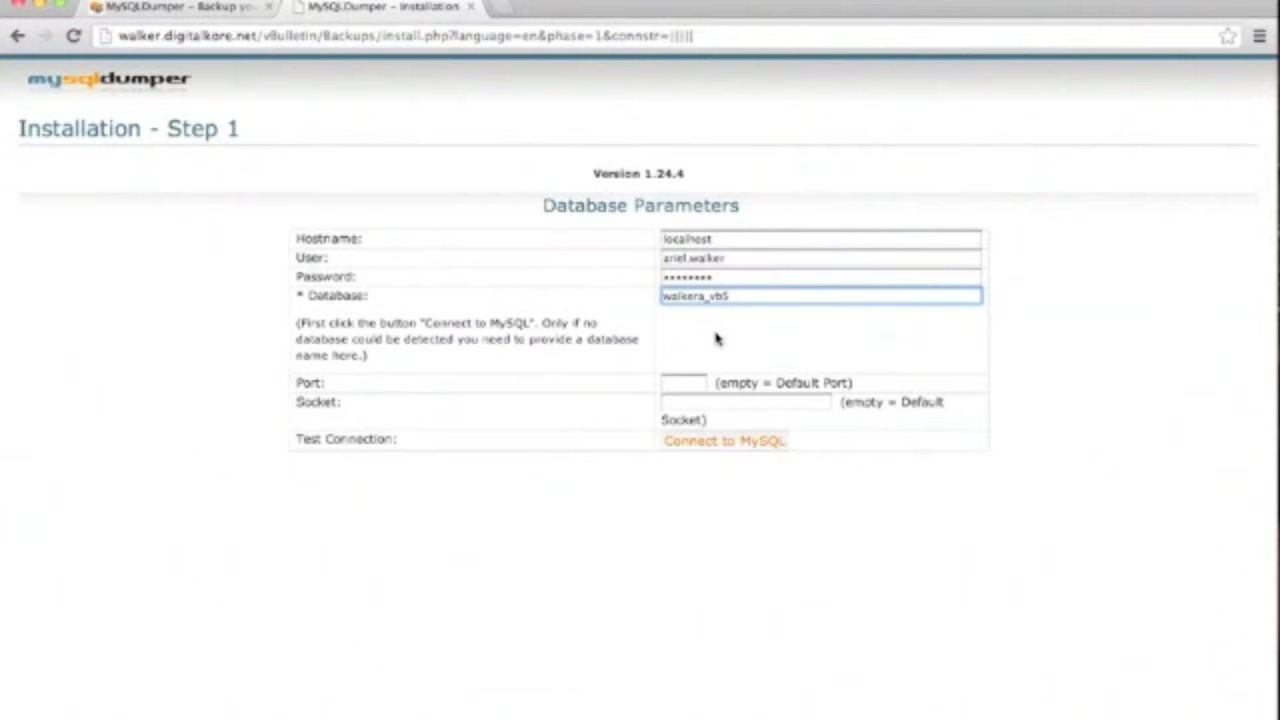 MySQLDumper - Backup yo
MySQLDumper - Installation
walker.digitalkore.net/vBulletin/Backups/install.php?language=en&phase=1&connstr=|||||
mysqldumper
Installation - Step 1
Version 1.24.4
Database Parameters
Hostname: localhost
User: ariel.walker
Password: ••••••••
* Database: walkera_vb5
(First click the button "Connect to MySQL". Only if no
database could be detected you need to provide a database
name here.)
Port: (empty = Default Port)
Socket: (empty = Default
Socket)
Test Connection: Connect to MySQL